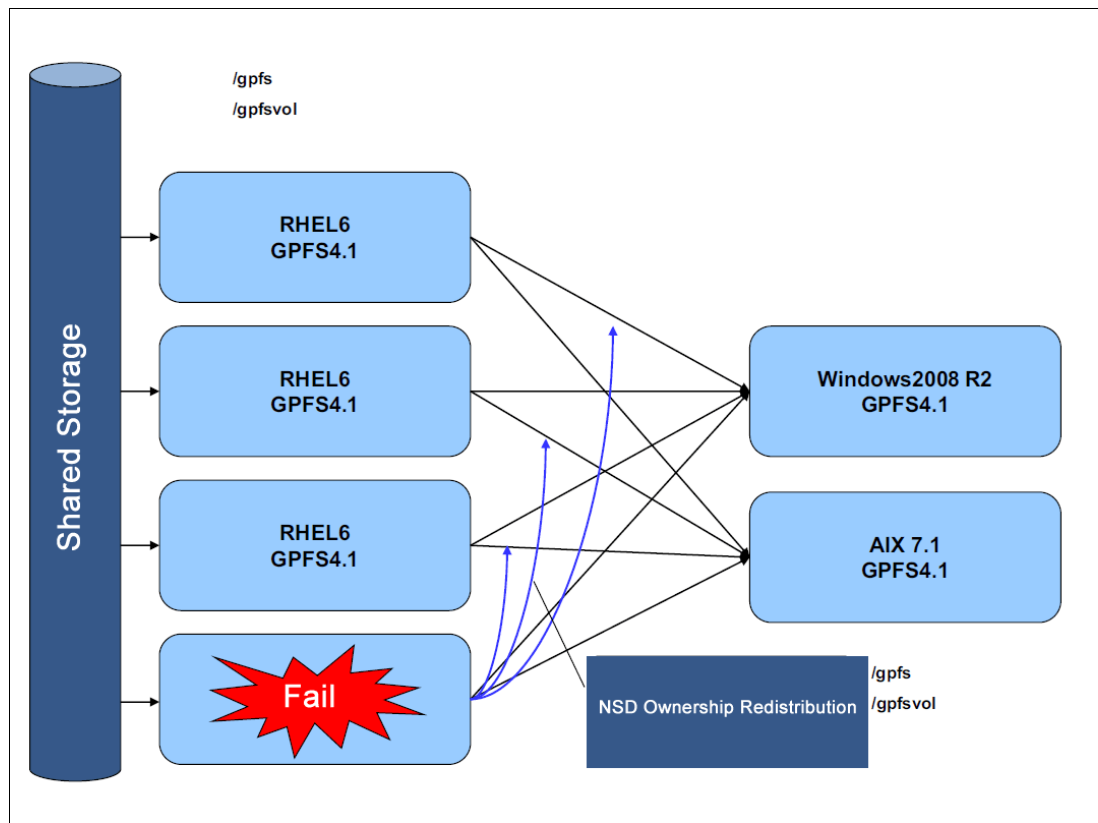 /gpfs
/gpfsvol
Shared Storage
RHEL6
GPFS4.1
RHEL6
GPFS4.1
RHEL6
GPFS4.1
Fail
Windows2008 R2
GPFS4.1
AIX 7.1
GPFS4.1
NSD Ownership Redistribution
/gpfs
/gpfsvol